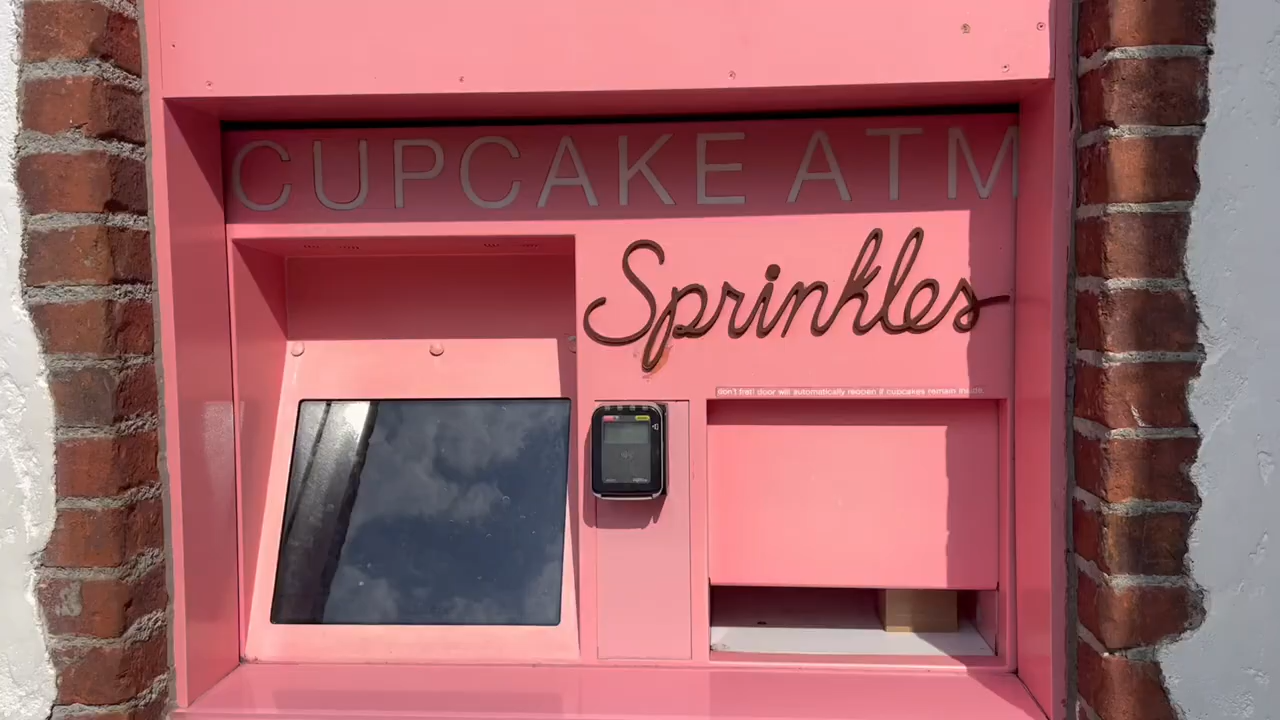 CUPCAKE ATM
Sprinkles
don't fret! door will automatically reopen if cupcakes remain inside.